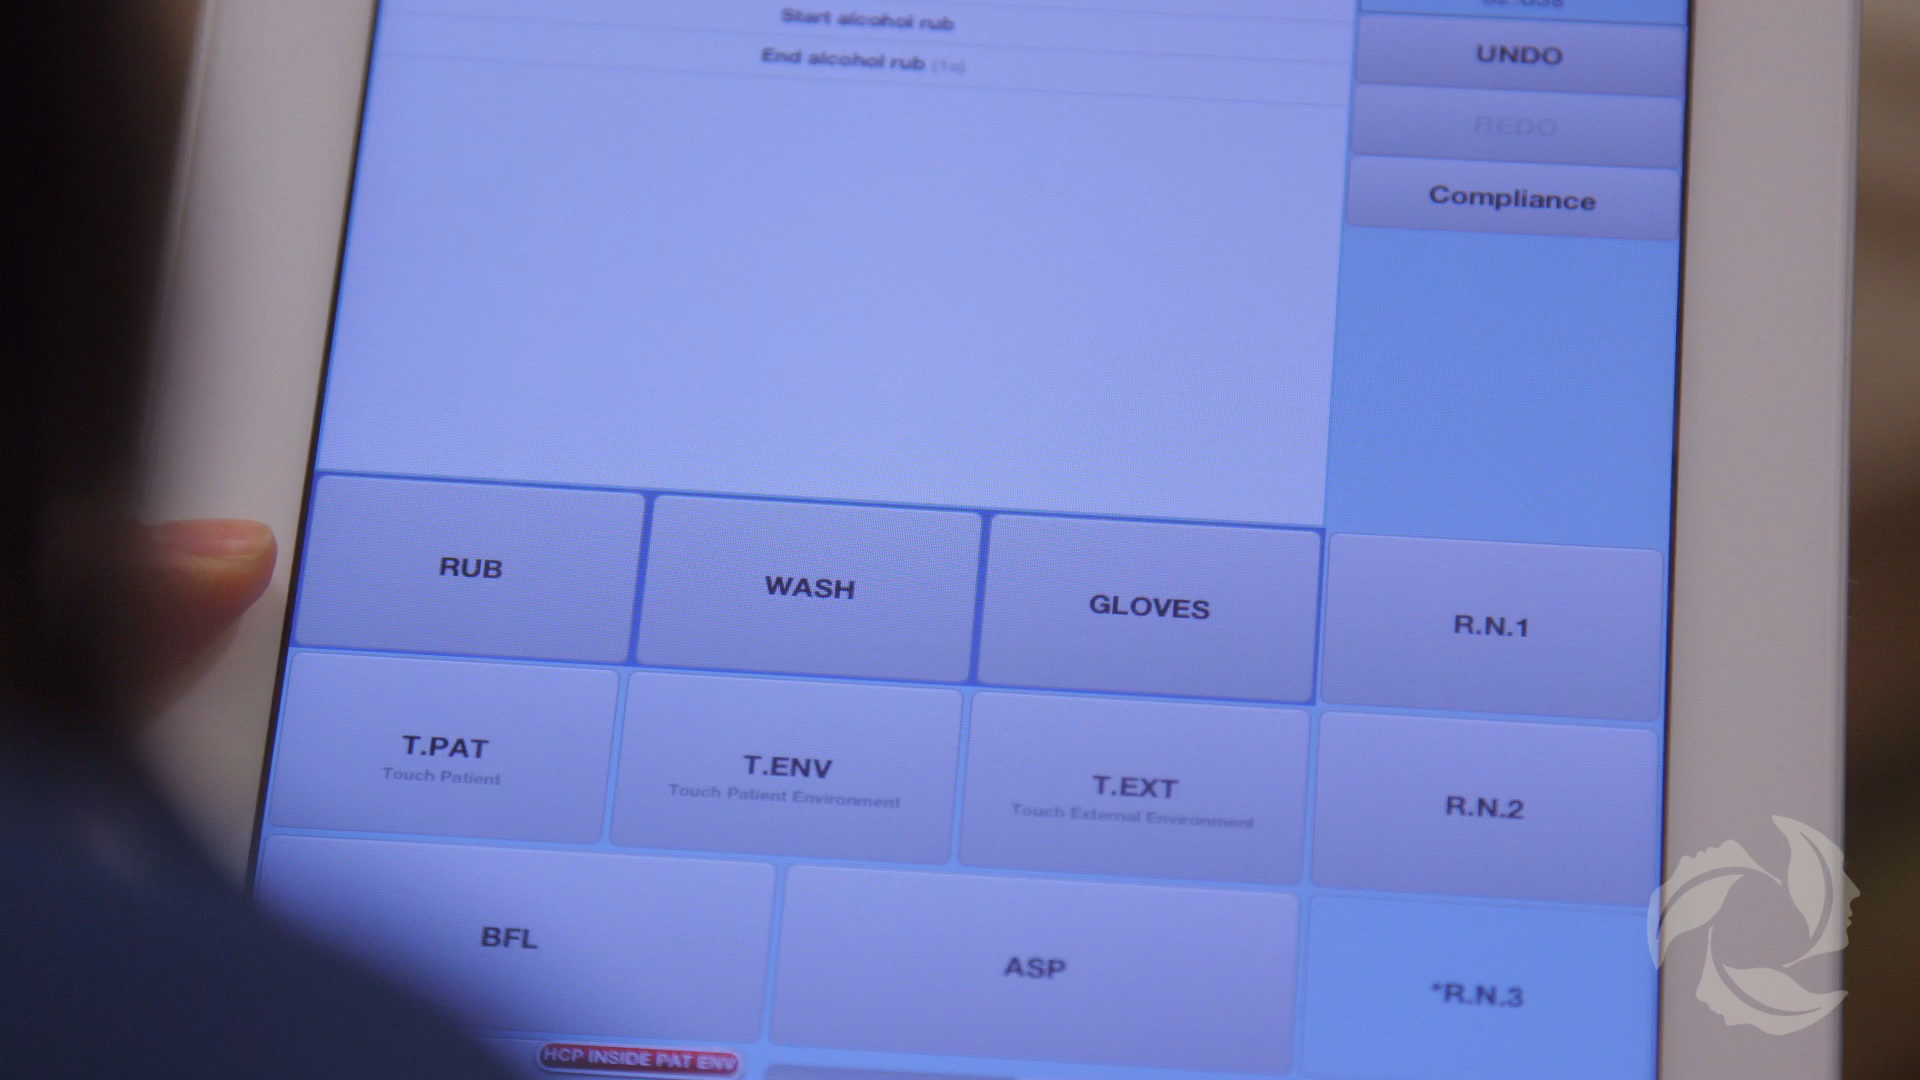 Start alcohol rub
End alcohol rub (1s)
UNDO
REDO
Compliance
RUB
WASH
GLOVES
R.N.1
T.PAT
Touch Patient
T.ENV
Touch Patient Environment
T.EXT
Touch External Environment
R.N.2
BFL
ASP
*R.N.3
HCP INSIDE PAT ENV